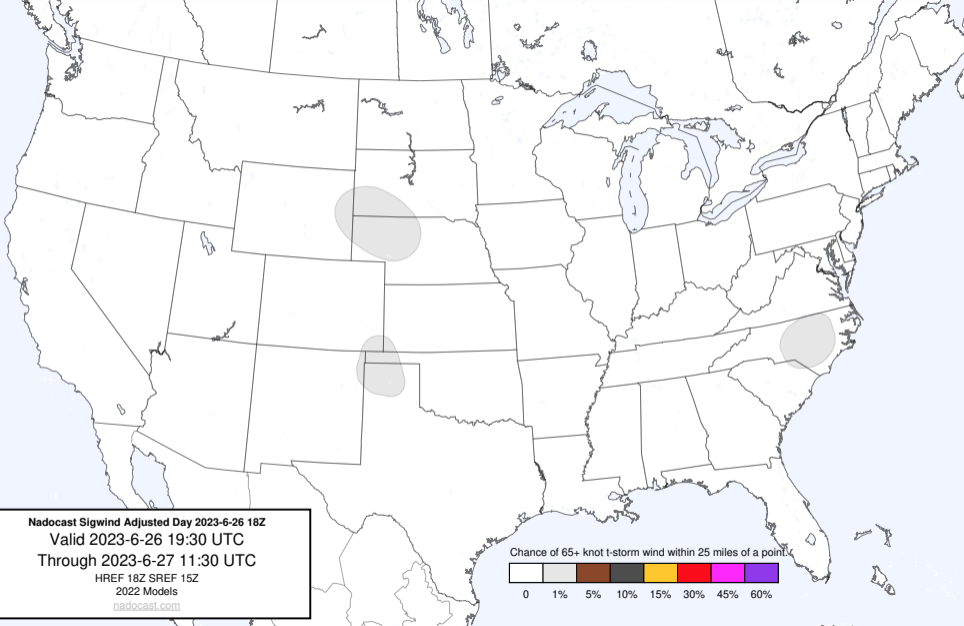 Nadocast Sigwind Adjusted Day 2023-6-26 18Z
Valid 2023-6-26 19:30 UTC
Through 2023-6-27 11:30 UTC
HREF 18Z SREF 15Z
2022 Models
nadocast.com
Chance of 65+ knot t-storm wind within 25 miles of a point.
0 1% 5% 10% 15% 30% 45% 60%